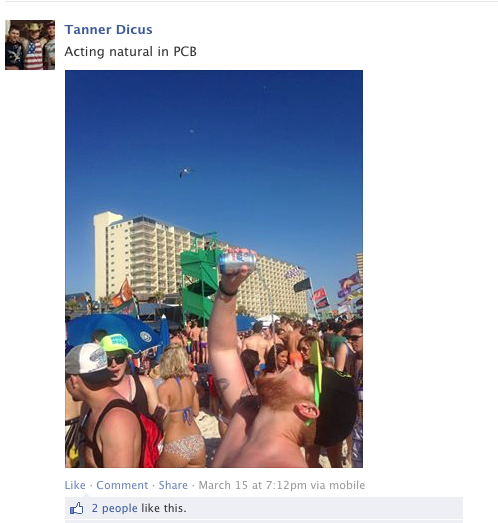 Tanner Dicus
Acting natural in PCB
Like · Comment · Share · March 15 at 7:12pm via mobile
2 people like this.